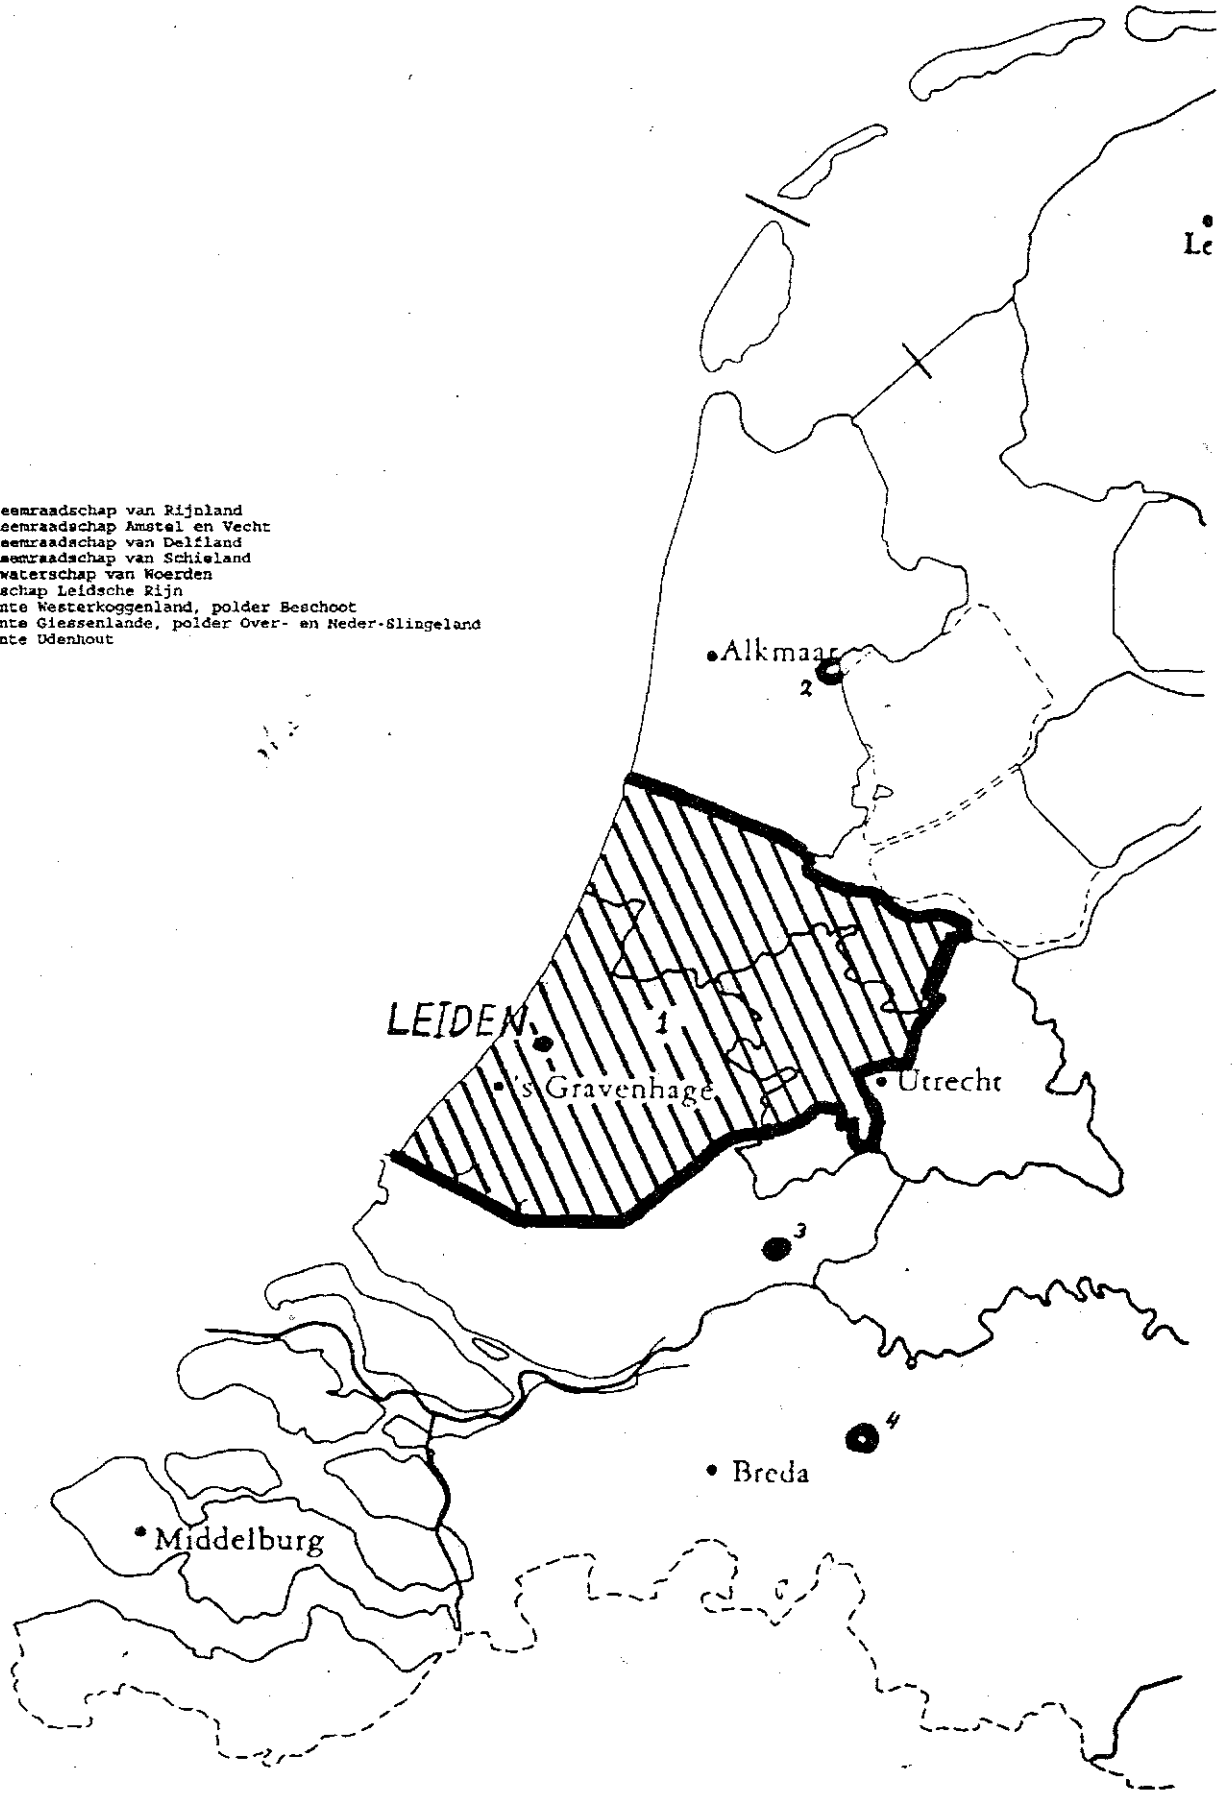 Le
eemraadschap van Rijnland
eemraadschap Amstel en Vecht
eemraadschap van Delfland
eemraadschap van Schieland
waterschap van Woerden
schap Leidsche Rijn
nte Westerkoggenland, polder Beschoot
nte Giessenlande, polder Over- en Neder-Slingeland
nte Udenhout
Alkmaar
2
LEIDEN
1
's Gravenhage
Utrecht
3
4
Breda
Middelburg